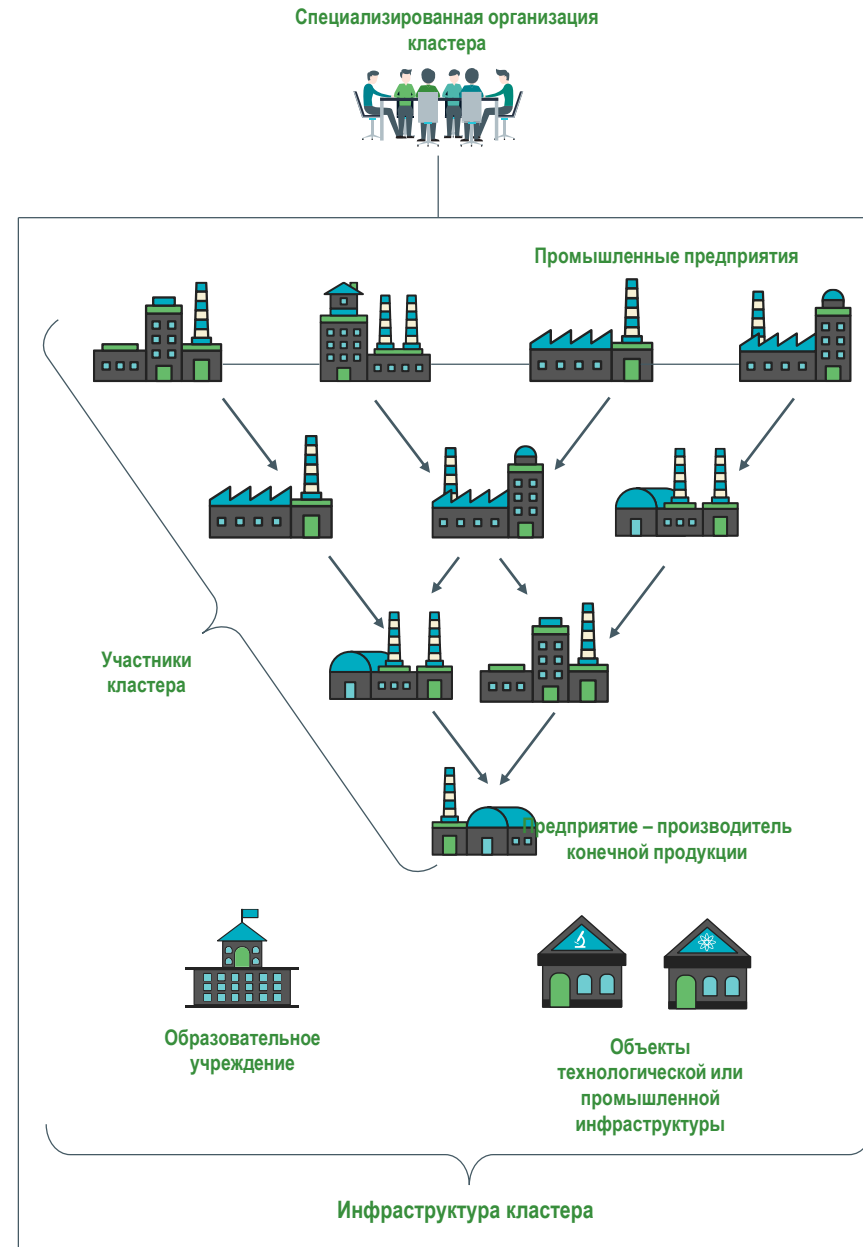 Специализированная организация
кластера
Промышленные предприятия
Участники
кластера
Предприятие – производитель
конечной продукции
Образовательное
учреждение
Объекты
технологической или
промышленной
инфраструктуры
Инфраструктура кластера